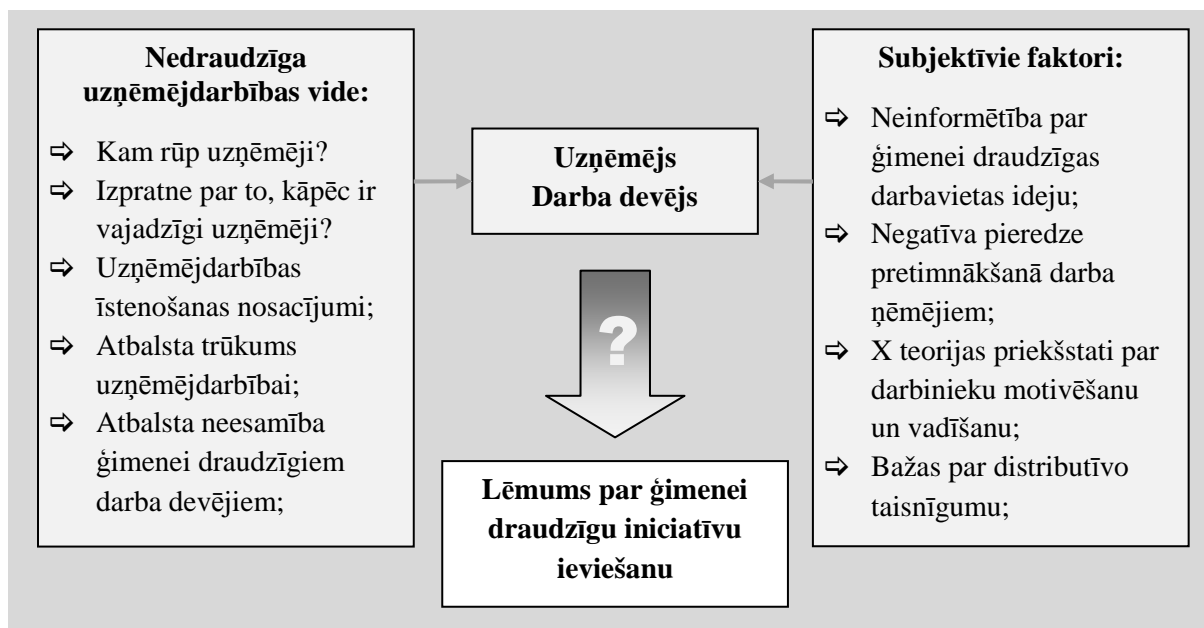 Nedraudzīga
uzņēmējdarbības vide:
⇨ Kam rūp uzņēmēji?
⇨ Izpratne par to, kāpēc ir
vajadzīgi uzņēmēji?
⇨ Uzņēmējdarbības
īstenošanas nosacījumi;
⇨ Atbalsta trūkums
uzņēmējdarbībai;
⇨ Atbalsta neesamība
ģimenei draudzīgiem
darba devējiem;
Uzņēmējs
Darba devējs
?
Lēmums par ģimenei
draudzīgu iniciatīvu
ieviešanu
Subjektīvie faktori:
⇨ Neinformētība par
ģimenei draudzīgas
darbavietas ideju;
⇨ Negatīva pieredze
pretimnākšanā darba
ņēmējiem;
⇨ X teorijas priekšstati par
darbinieku motivēšanu
un vadīšanu;
⇨ Bažas par distributīvo
taisnīgumu;